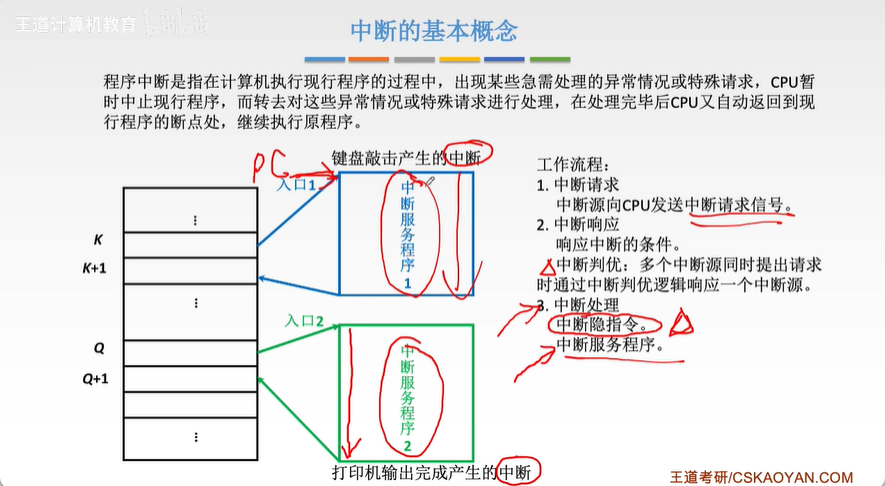 王道计算机教育
中断的基本概念
程序中断是指在计算机执行现行程序的过程中，出现某些急需处理的异常情况或特殊请求，CPU暂
时中止现行程序，而转去对这些异常情况或特殊请求进行处理，在处理完毕后CPU又自动返回到现
行程序的断点处，继续执行原程序。
键盘敲击产生的中断
PC
入口1
中断服务程序1
K
K+1
⋮
⋮
入口2
Q
Q+1
⋮
中断服务程序2
打印机输出完成产生的中断
工作流程：
1. 中断请求
中断源向CPU发送中断请求信号。
2. 中断响应
响应中断的条件。
中断判优：多个中断源同时提出请求
时通过中断判优逻辑响应一个中断源。
3. 中断处理
中断隐指令。
中断服务程序。
王道考研/CSKAOYAN.COM